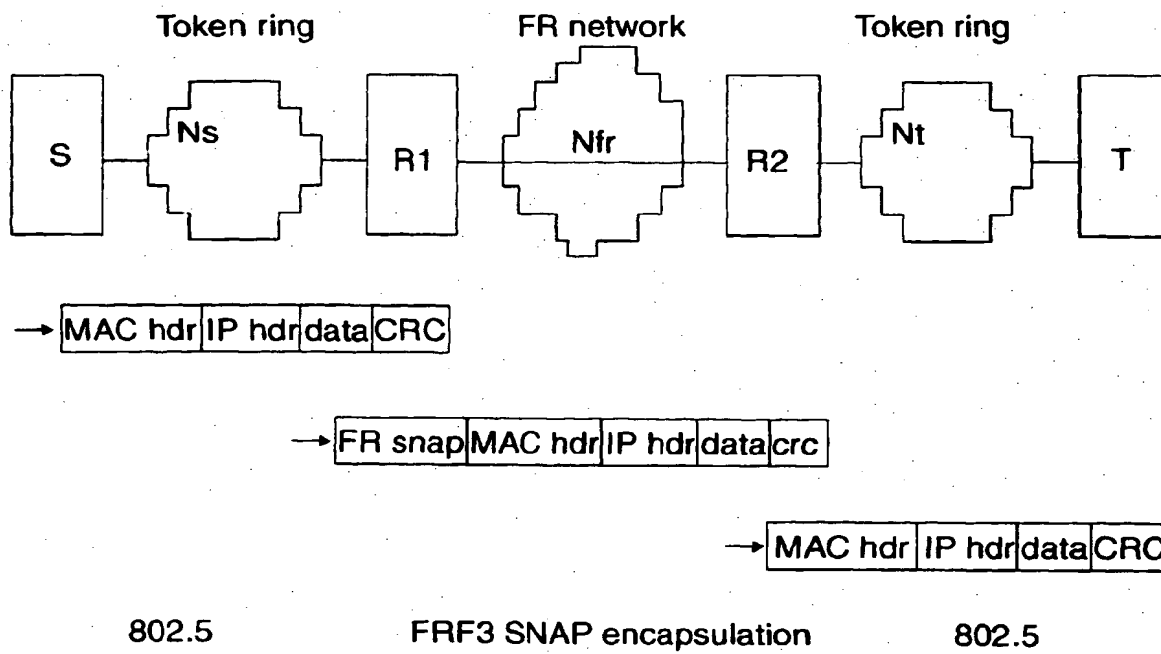 Token ring FR network Token ring
S Ns R1 Nfr R2 Nt T
MAC hdr IP hdr data CRC
FR snap MAC hdr IP hdr data crc
MAC hdr IP hdr data CRC
802.5 FRF3 SNAP encapsulation 802.5